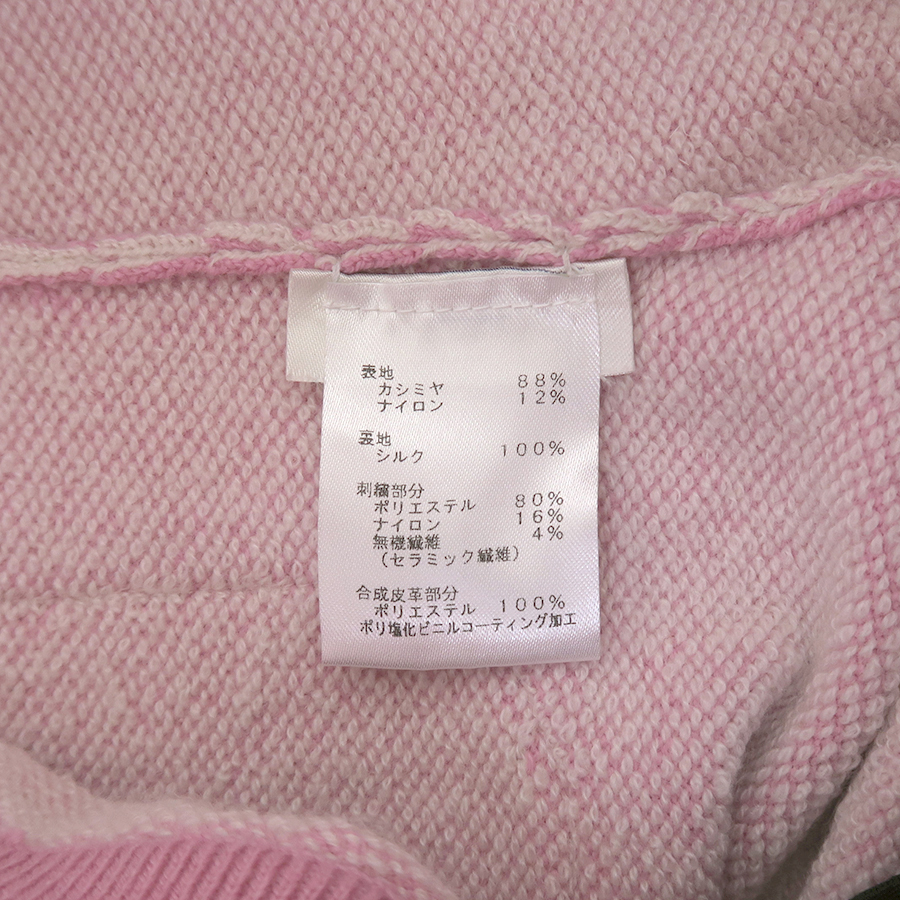 表地
カシミヤ 88%
ナイロン 12%
裏地
シルク 100%
刺繍部分
ポリエステル 80%
ナイロン 16%
無機繊維 4%
（セラミック繊維）
合成皮革部分
ポリエステル 100%
ポリ塩化ビニルコーティング加工